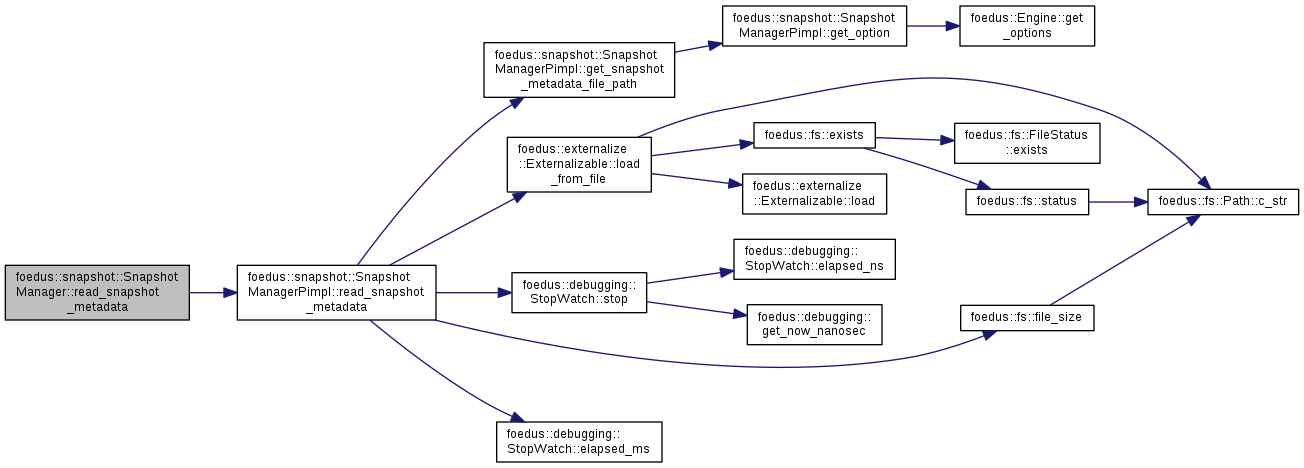 foedus::snapshot::Snapshot
Manager::read_snapshot
_metadata
foedus::snapshot::Snapshot
ManagerPimpl::read_snapshot
_metadata
foedus::snapshot::Snapshot
ManagerPimpl::get_snapshot
_metadata_file_path
foedus::snapshot::Snapshot
ManagerPimpl::get_option
foedus::Engine::get
_options
foedus::externalize
::Externalizable::load
_from_file
foedus::fs::exists
foedus::fs::FileStatus
::exists
foedus::externalize
::Externalizable::load
foedus::fs::status
foedus::fs::Path::c_str
foedus::debugging::
StopWatch::stop
foedus::debugging::
StopWatch::elapsed_ns
foedus::debugging::
get_now_nanosec
foedus::fs::file_size
foedus::debugging::
StopWatch::elapsed_ms